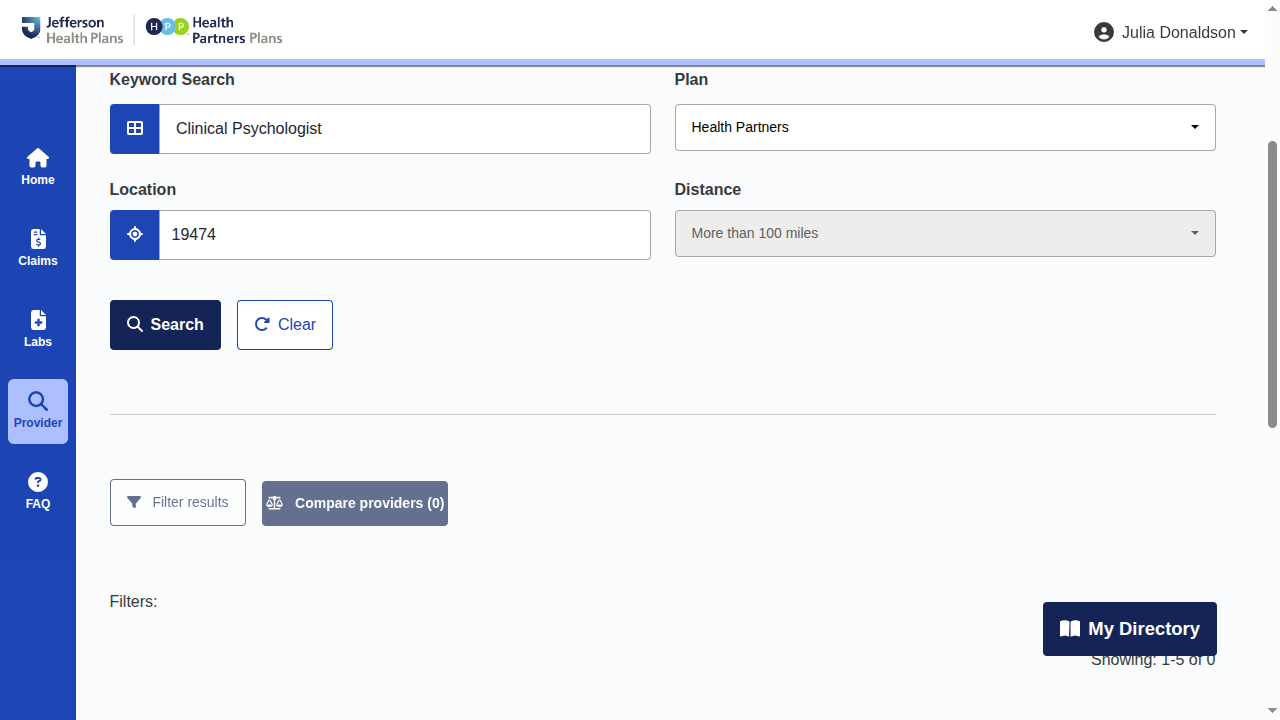 Jefferson
Health Plans
HPP
Health
Partners Plans
Julia Donaldson
Keyword Search
Plan
Clinical Psychologist
Health Partners
Location
Distance
19474
More than 100 miles
Search
Clear
Home
Claims
Labs
Provider
FAQ
Filter results
Compare providers (0)
Filters:
My Directory
Showing: 1-5 of 0